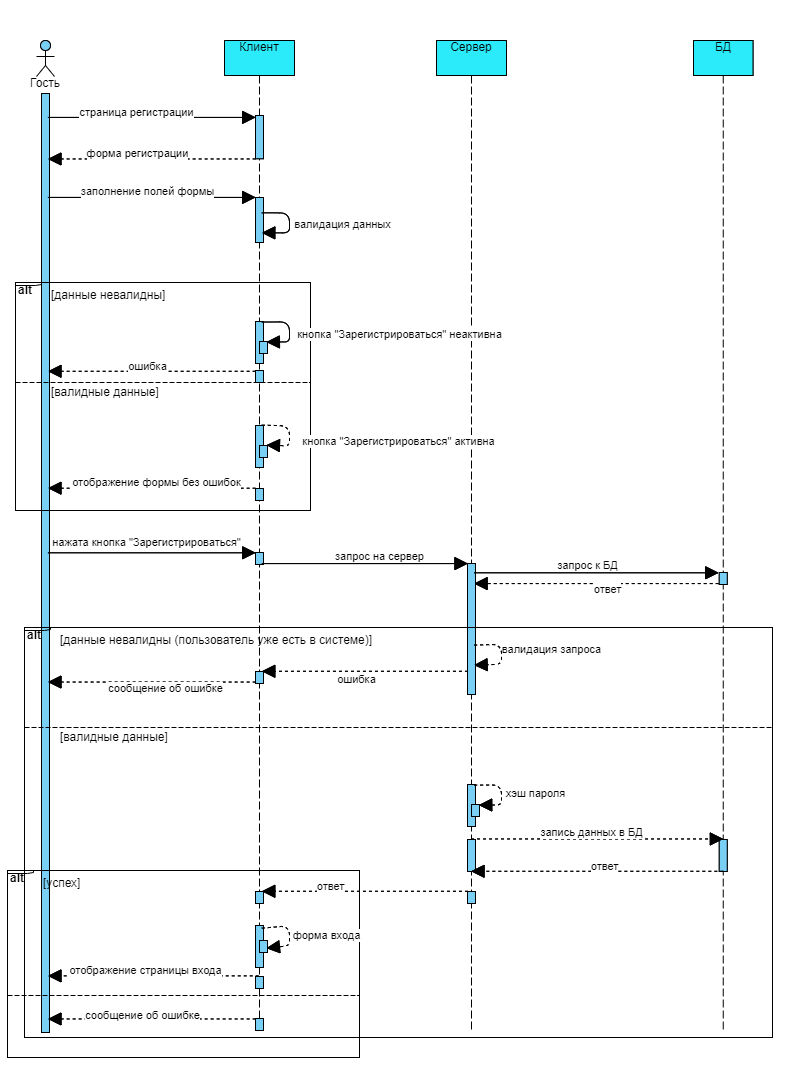 Клиент
Сервер
БД
Гость
страница регистрации
форма регистрации
заполнение полей формы
валидация данных
alt
[данные невалидны]
кнопка "Зарегистрироваться" неактивна
ошибка
[валидные данные]
кнопка "Зарегистрироваться" активна
отображение формы без ошибок
нажата кнопка "Зарегистрироваться"
запрос на сервер
запрос к БД
ответ
alt
[данные невалидны (пользователь уже есть в системе)]
валидация запроса
ошибка
сообщение об ошибке
[валидные данные]
хэш пароля
запись данных в БД
ответ
alt
[успех]
ответ
форма входа
отображение страницы входа
сообщение об ошибке